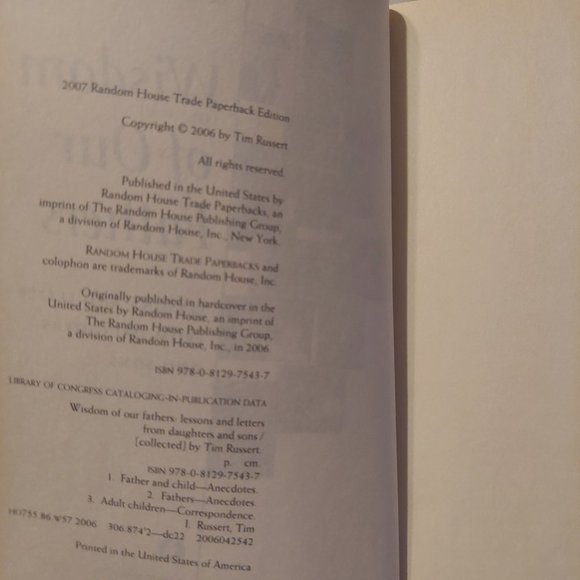 2007 Random House Trade Paperback Edition
Copyright © 2006 by Tim Russert
All rights reserved.
Published in the United States by
Random House Trade Paperbacks, an
imprint of The Random House Publishing Group,
a division of Random House, Inc., New York.
RANDOM HOUSE TRADE PAPERBACKS and
colophon are trademarks of Random House, Inc.
Originally published in hardcover in the
United States by Random House, an imprint of
The Random House Publishing Group,
a division of Random House, Inc., in 2006.
ISBN 978-0-8129-7543-7
LIBRARY OF CONGRESS CATALOGING-IN-PUBLICATION DATA
Wisdom of our fathers: lessons and letters
from daughters and sons /
[collected] by Tim Russert.
p. cm.
ISBN 978-0-8129-7543-7
1. Father and child—Anecdotes.
2. Fathers—Anecdotes.
3. Adult children—Correspondence.
I. Russert, Tim
HQ755.86.W57 2006 306.874'2—dc22 2006042542
Printed in the United States of America